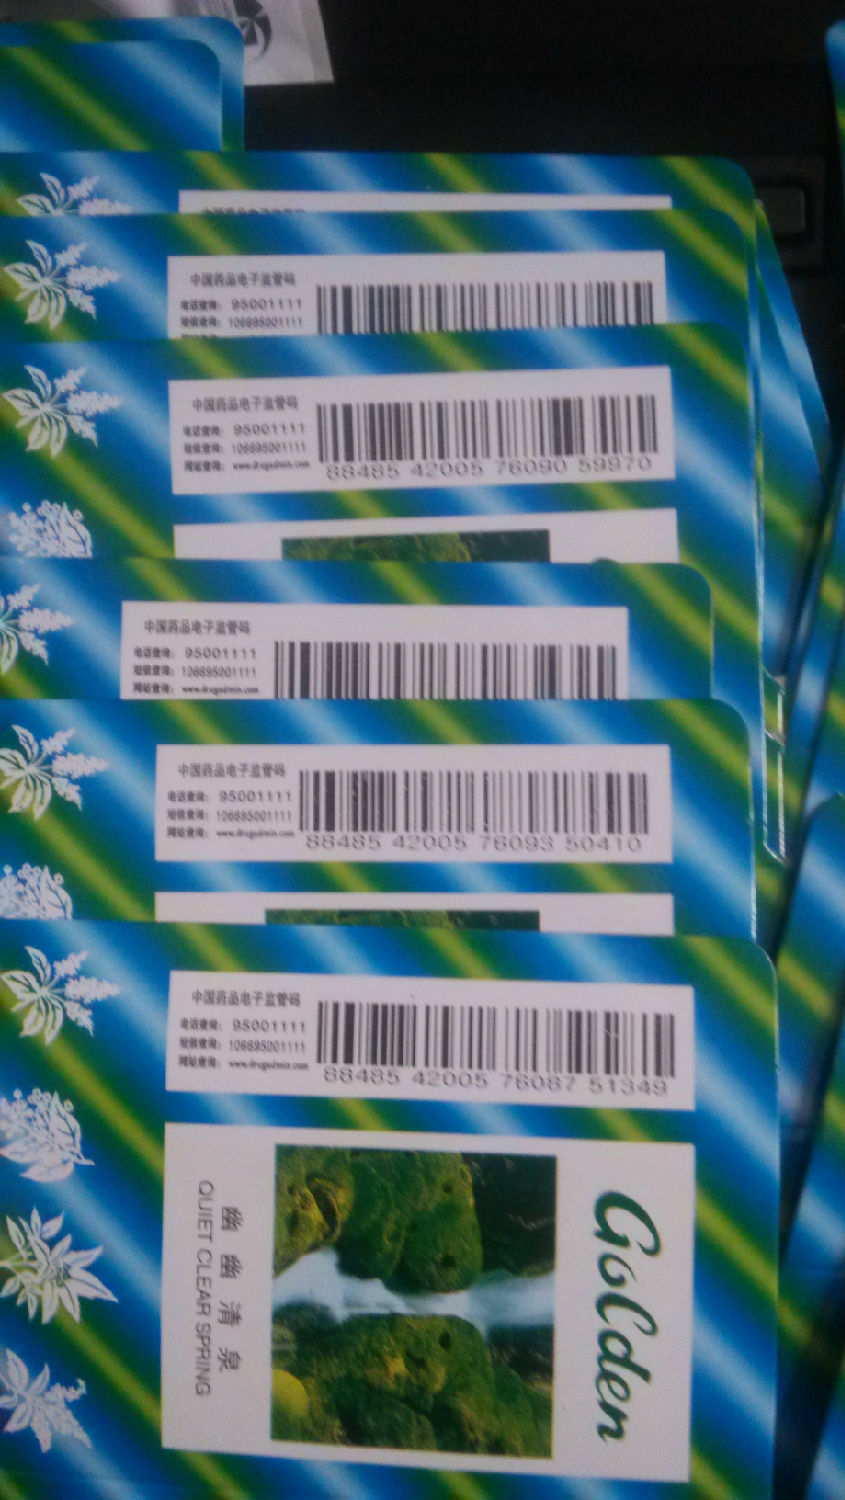 中国药品电子监管码
电话查询: 95001111
短信查询: 106695001111
中国药品电子监管码
电话查询: 95001111
短信查询: 106695001111
网站查询: www.drugadmin.com
88485 42005 76090 59970
中国药品电子监管码
电话查询: 95001111
短信查询: 106695001111
网站查询: www.drugadmin.com
中国药品电子监管码
电话查询: 95001111
短信查询: 106695001111
网站查询: www.drugadmin.com
88485 42005 76093 50410
中国药品电子监管码
电话查询: 95001111
短信查询: 106695001111
网站查询: www.drugadmin.com
88485 42005 76087 51349
Golden
幽幽清泉
QUIET CLEAR SPRING